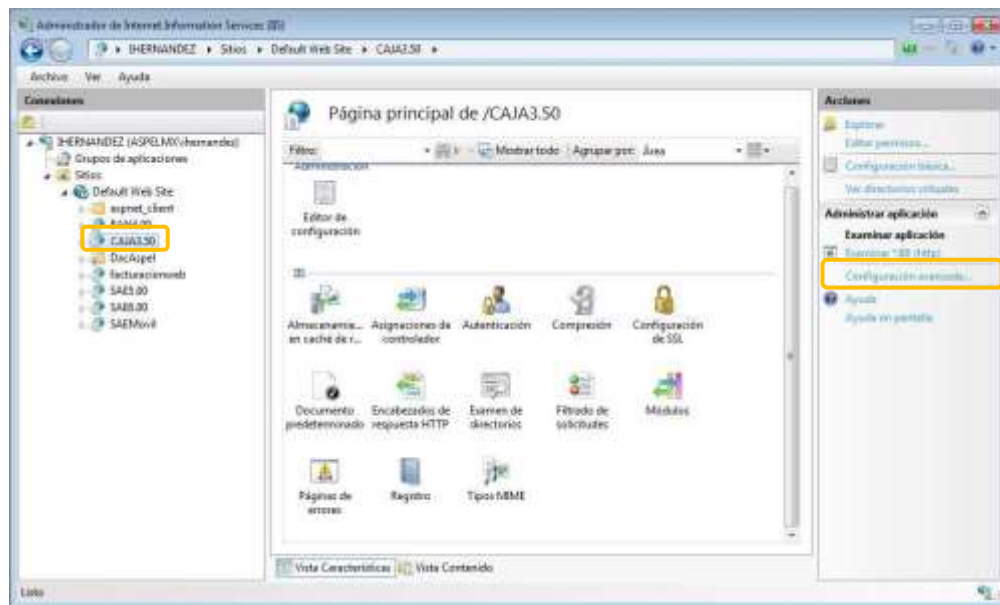 Administrador de Internet Information Services (IIS)
IHERNANDEZ Sitios Default Web Site CAJA3.50
Archivo Ver Ayuda
Conexiones
IHERNANDEZ (ASPELMX\ihernandez)
Grupos de aplicaciones
Sitios
Default Web Site
aspnet_client
CAJA3.50
DocAspel
facturacionweb
SAE5.00
SAE6.00
SAEMovil
Página principal de /CAJA3.50
Filtro: Mostrar todo Agrupar por: Área
Administración
Editor de
configuración
IIS
Almacenamie... Asignaciones de Autenticación Compresión Configuración
en caché de r... controlador de SSL
Documento Encabezados de Examen de Filtrado de Módulos
predeterminado respuesta HTTP directorios solicitudes
Páginas de Registro Tipos MIME
errores
Vista Características Vista Contenido
Acciones
Explorar
Editar permisos...
Configuración básica...
Ver directorios virtuales
Administrar aplicación
Examinar aplicación
Examinar (http)
Configuración avanzada...
Ayuda
Ayuda en pantalla
Listo